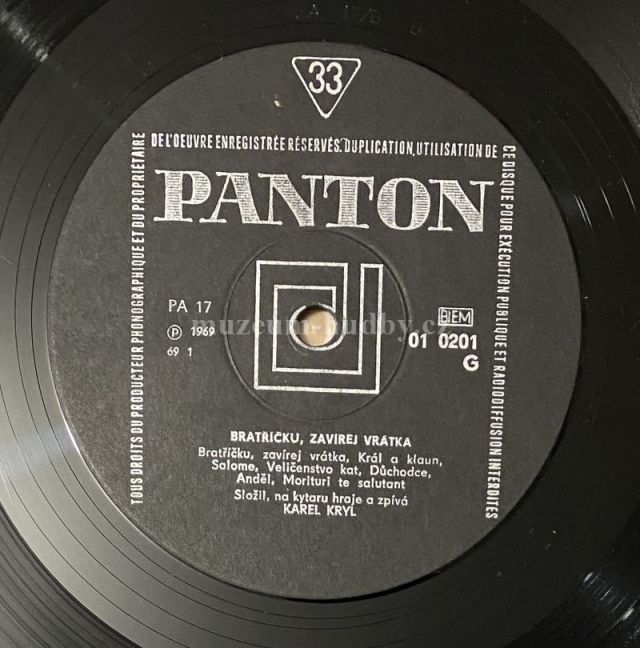 33
TOUS DROITS DU PRODUCTEUR PHONOGRAPHIQUE ET DU PROPRIÉTAIRE
DE L'OEUVRE ENREGISTRÉE RÉSERVÉS. DUPLICATION, UTILISATION DE
CE DISQUE POUR EXÉCUTION PUBLIQUE ET RADIODIFFUSION INTERDITES
PANTON
PA 17
Ⓟ 1969
69 1
BIEM
01 0201
G
muzeum-hudby.cz
BRATŘÍČKU, ZAVÍREJ VRÁTKA
Bratříčku, zavírej vrátka, Král a klaun,
Salome, Veličenstvo kat, Důchodce,
Anděl, Morituri te salutant
Složil, na kytaru hraje a zpívá
KAREL KRYL